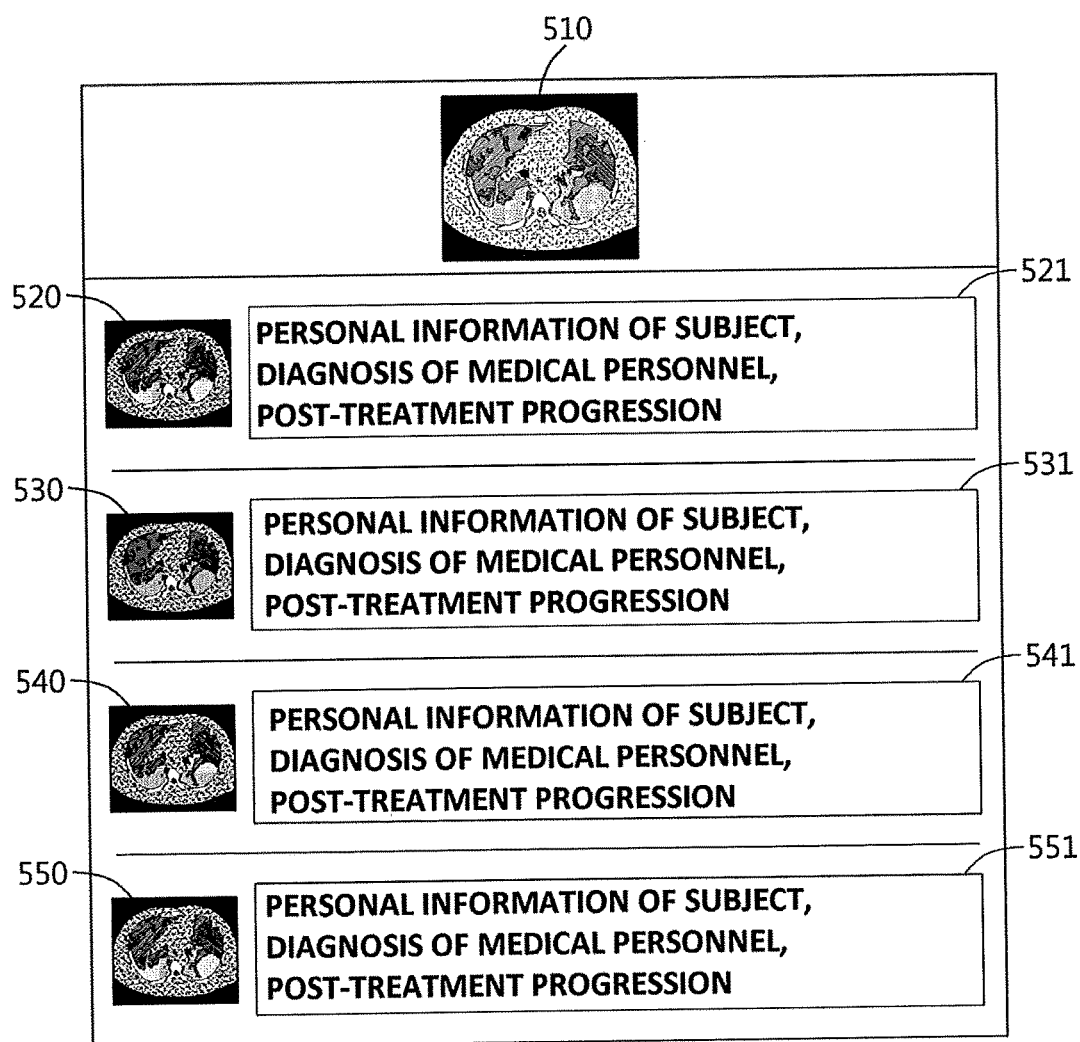 510
520
521
PERSONAL INFORMATION OF SUBJECT,
DIAGNOSIS OF MEDICAL PERSONNEL,
POST-TREATMENT PROGRESSION
530
531
PERSONAL INFORMATION OF SUBJECT,
DIAGNOSIS OF MEDICAL PERSONNEL,
POST-TREATMENT PROGRESSION
540
541
PERSONAL INFORMATION OF SUBJECT,
DIAGNOSIS OF MEDICAL PERSONNEL,
POST-TREATMENT PROGRESSION
550
551
PERSONAL INFORMATION OF SUBJECT,
DIAGNOSIS OF MEDICAL PERSONNEL,
POST-TREATMENT PROGRESSION